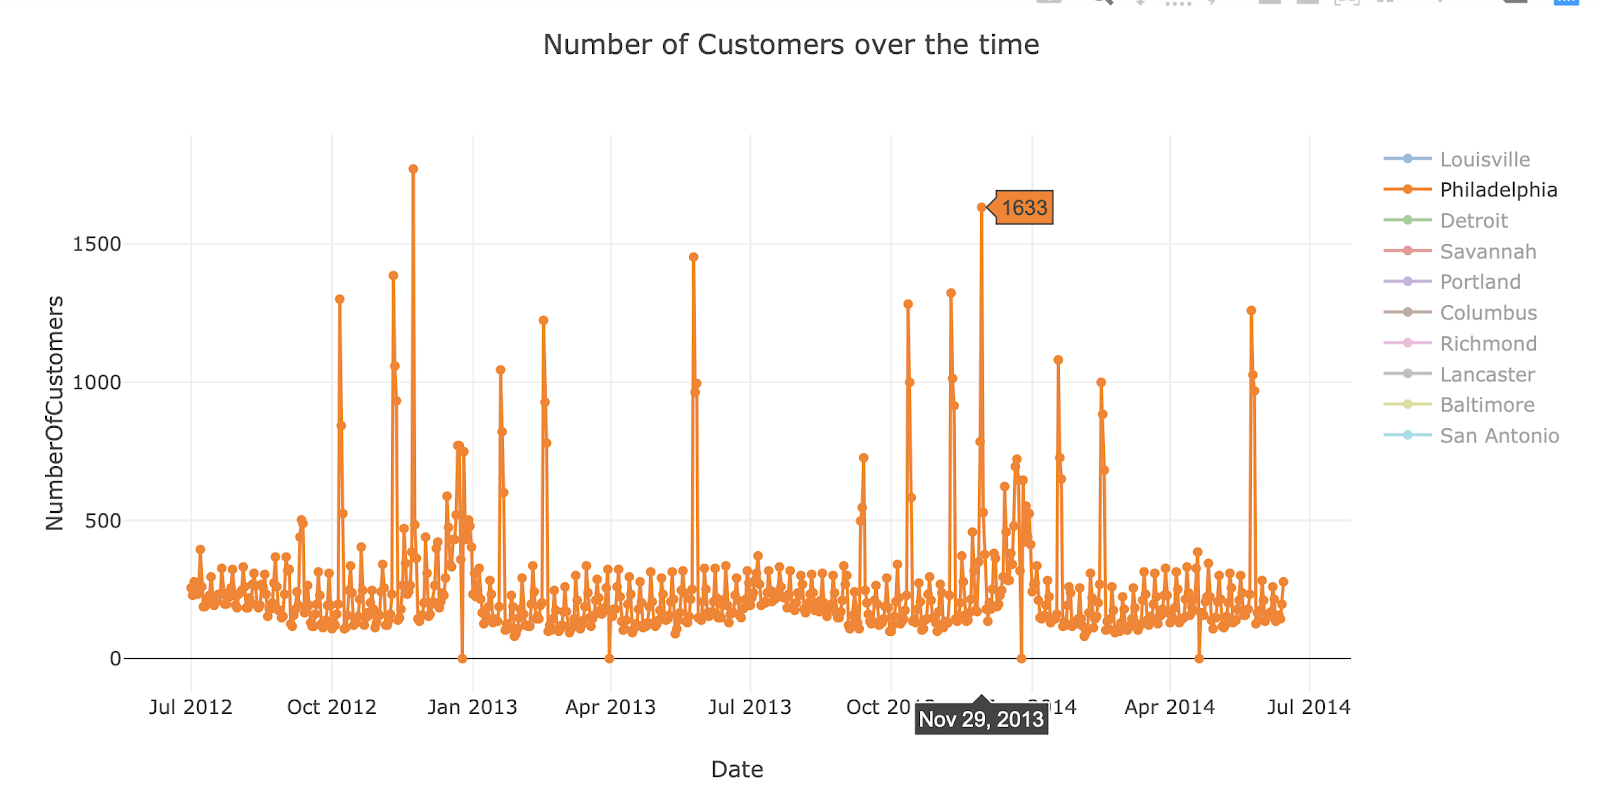 Number of Customers over the time
NumberOfCustomers
1500
1000
500
0
1633
Louisville
Philadelphia
Detroit
Savannah
Portland
Columbus
Richmond
Lancaster
Baltimore
San Antonio
Jul 2012
Oct 2012
Jan 2013
Apr 2013
Jul 2013
Oct 20
Nov 29, 2013
2014
Apr 2014
Jul 2014
Date